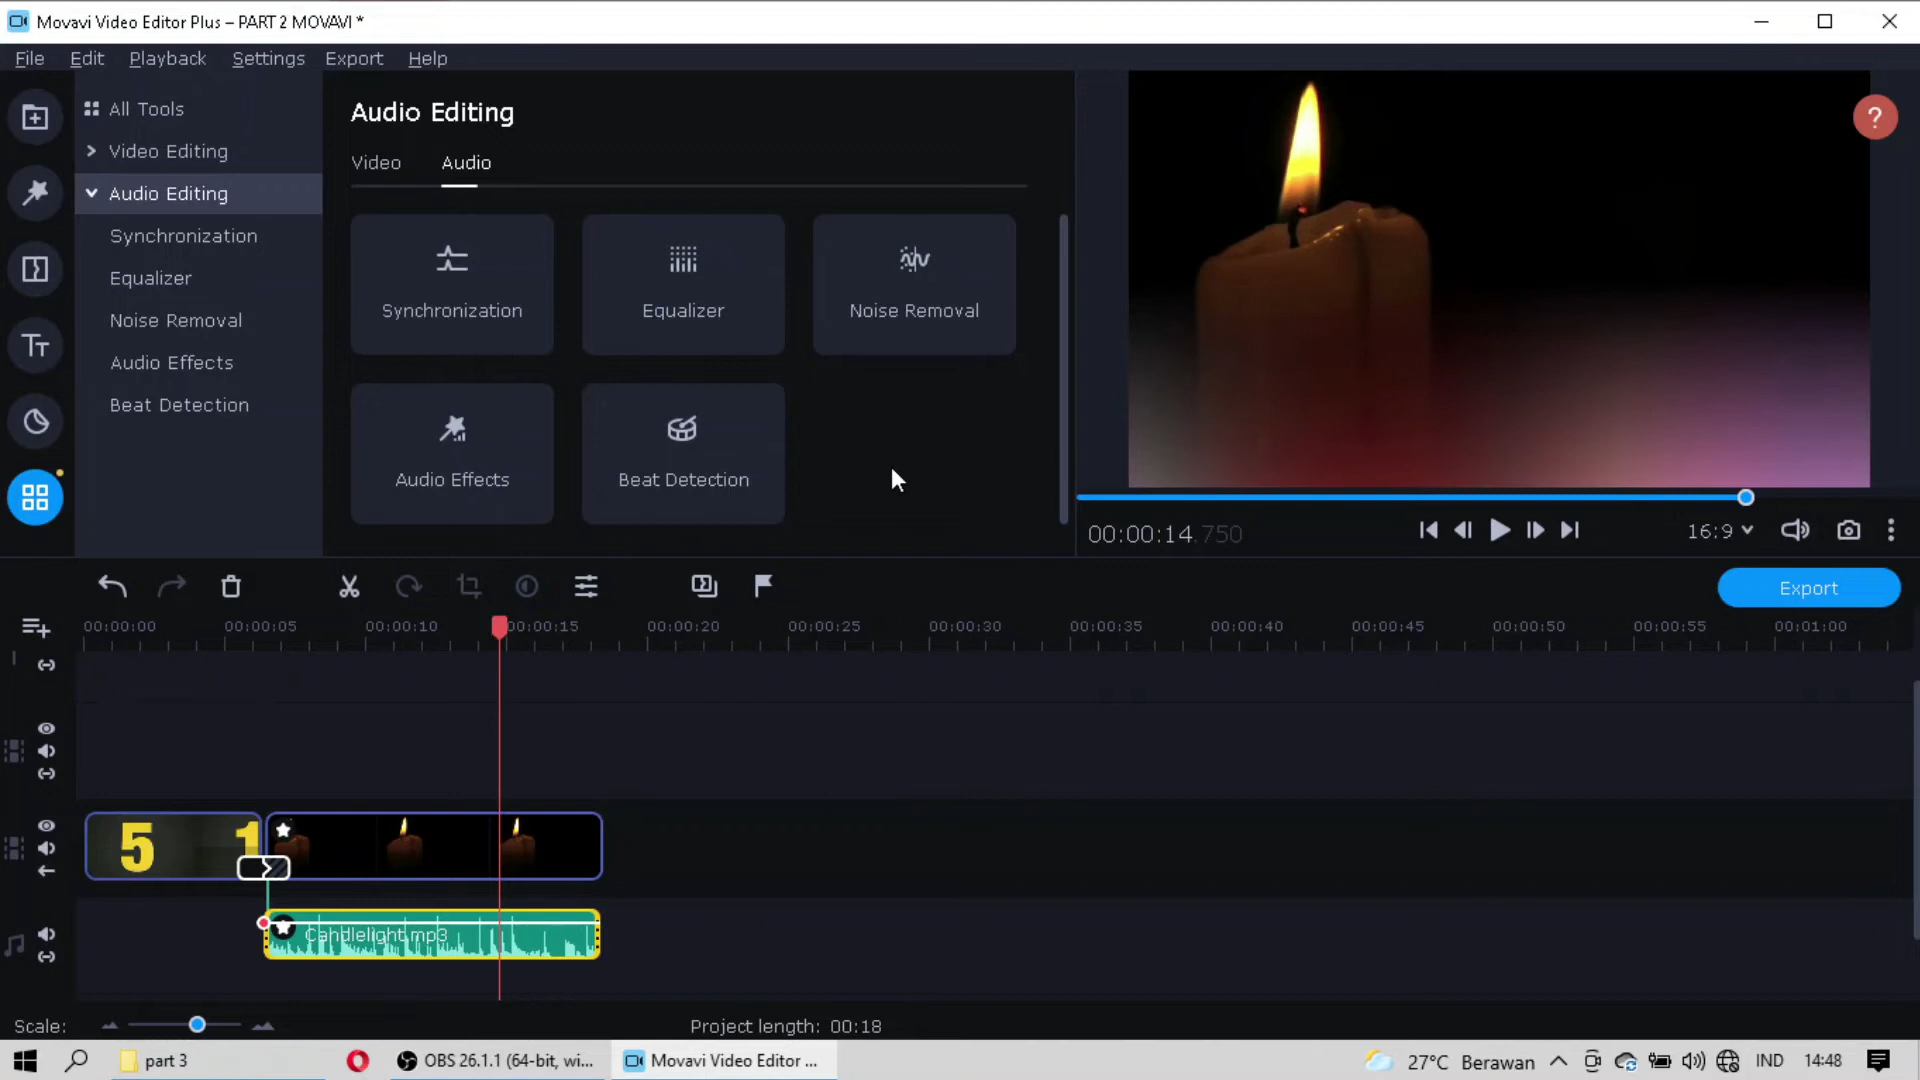 Movavi Video Editor Plus – PART 2 MOVAVI *
File Edit Playback Settings Export Help
All Tools
Video Editing
Audio Editing
Synchronization
Equalizer
Noise Removal
Audio Effects
Beat Detection
Audio Editing
Video Audio
Synchronization Equalizer Noise Removal
Audio Effects Beat Detection
?
00:00:14.750
16:9
Export
00:00:00 00:00:05 00:00:10 00:00:15 00:00:20 00:00:25 00:00:30 00:00:35 00:00:40 00:00:45 00:00:50 00:00:55 00:01:00
5 1
Candlelight.mp3
Scale:
Project length: 00:18
part 3
OBS 26.1.1 (64-bit, wi...
Movavi Video Editor ...
27°C Berawan
IND
14:48